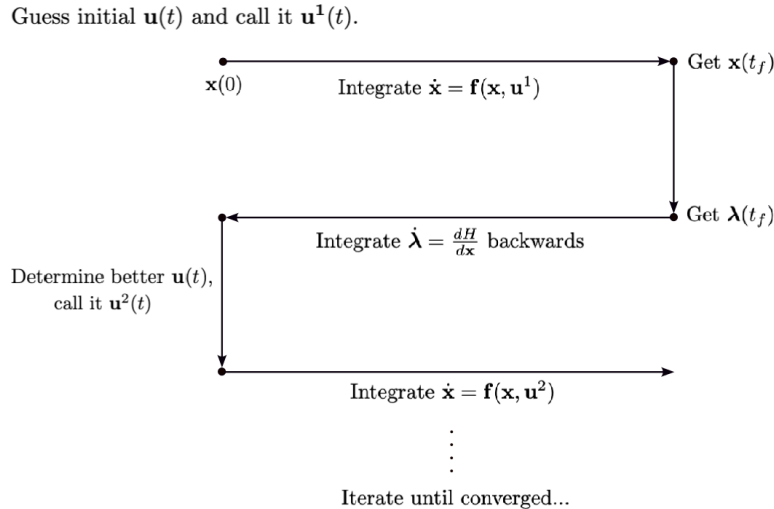 Guess initial u(t) and call it u¹(t).
Get x(t_f)
x(0)
Integrate ẋ = f(x, u¹)
Get λ(t_f)
Integrate λ̇ = dH/dx backwards
Determine better u(t),
call it u²(t)
Integrate ẋ = f(x, u²)
Iterate until converged...